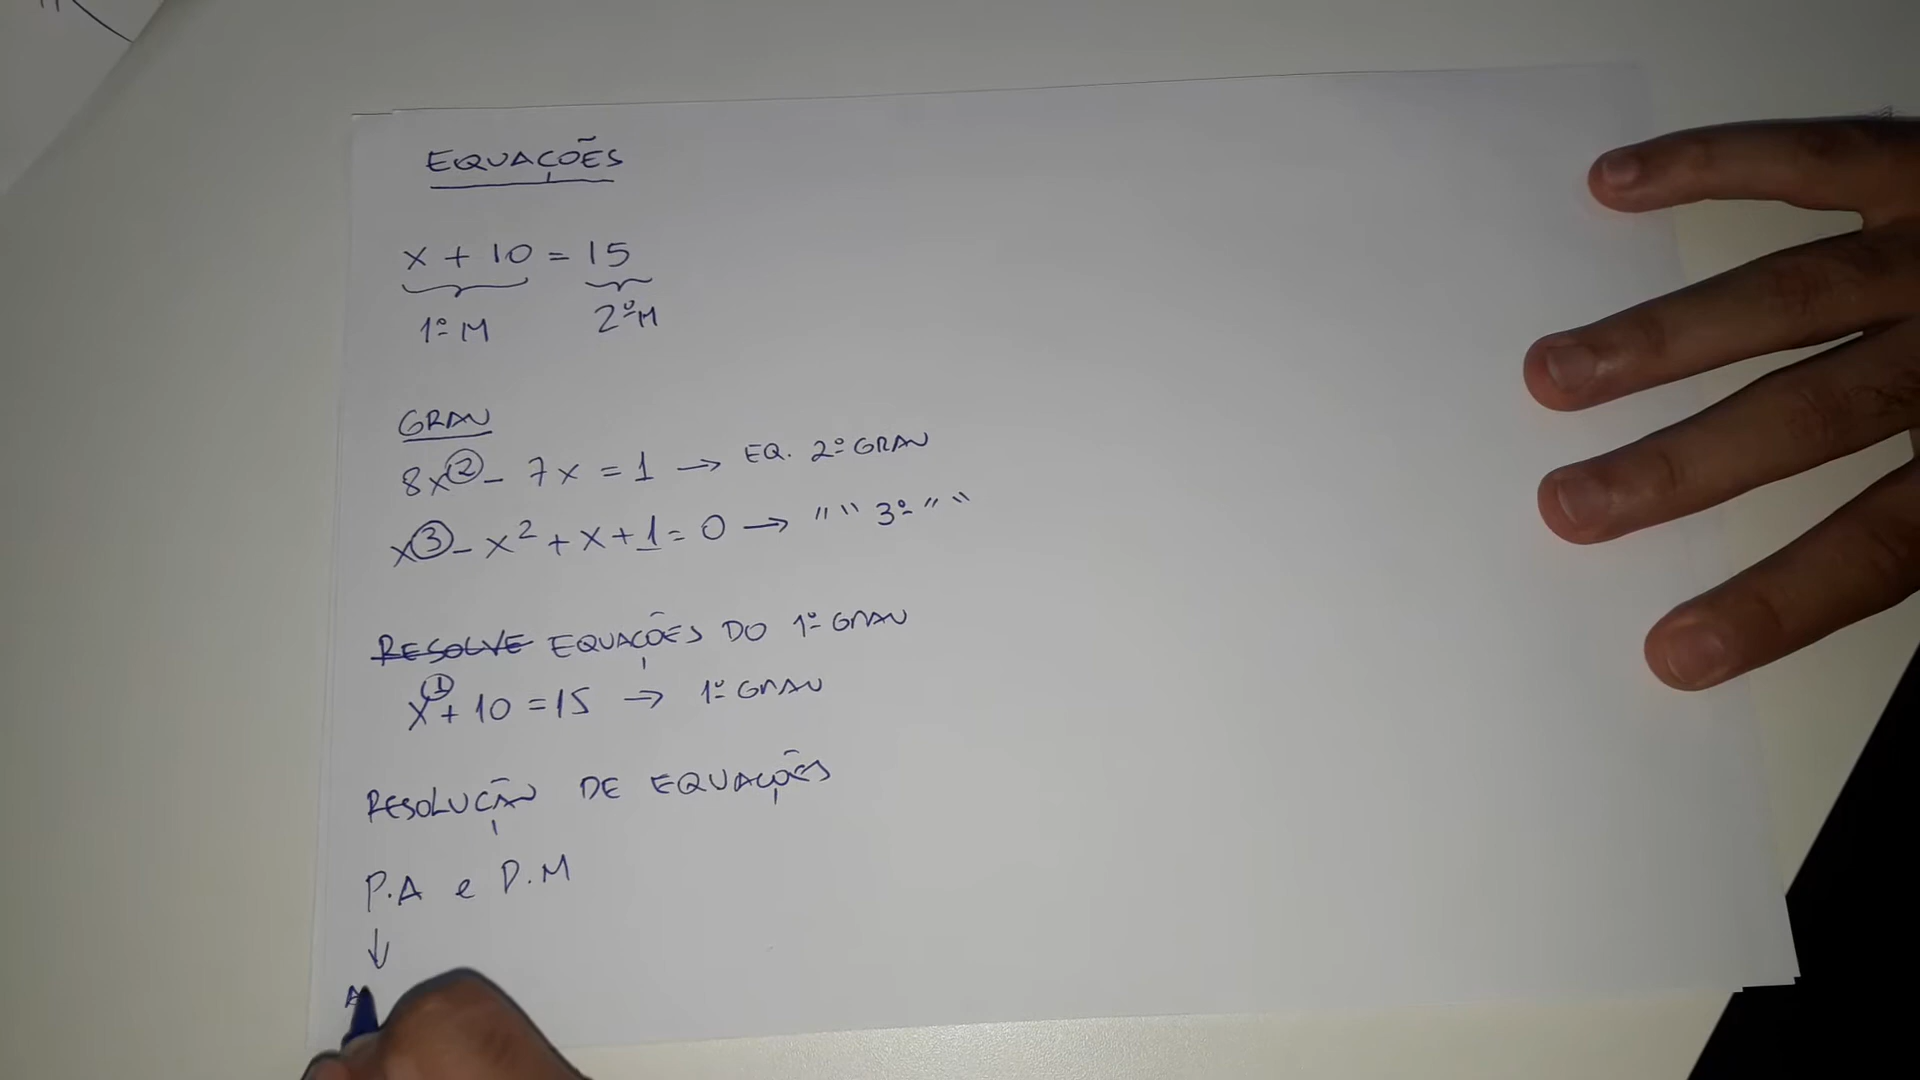 EQUAÇÕES
x + 10 = 15
1º M 2º M
GRAU
8x² - 7x = 1 → EQ. 2º GRAU
x³ - x² + x + 1 = 0 → " " 3º " "
RESOLVE EQUAÇÕES DO 1º GRAU
x¹ + 10 = 15 → 1º GRAU
RESOLUÇÃO DE EQUAÇÕES
P.A e P.M
↓
A